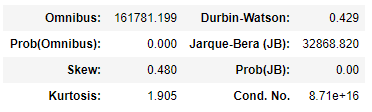 Omnibus: 161781.199 Durbin-Watson: 0.429
Prob(Omnibus): 0.000 Jarque-Bera (JB): 32868.820
Skew: 0.480 Prob(JB): 0.00
Kurtosis: 1.905 Cond. No. 8.71e+16